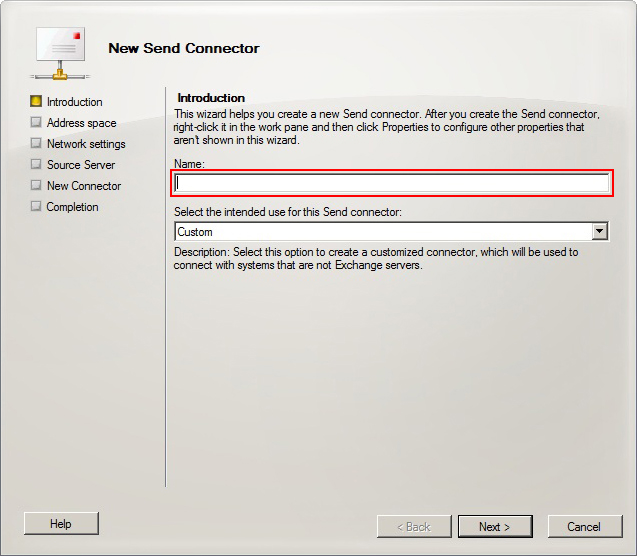 New Send Connector
Introduction
Address space
Network settings
Source Server
New Connector
Completion
Introduction
This wizard helps you create a new Send connector. After you create the Send connector,
right-click it in the work pane and then click Properties to configure other properties that
aren't shown in this wizard.
Name:
Select the intended use for this Send connector:
Custom
Description: Select this option to create a customized connector, which will be used to
connect with systems that are not Exchange servers.
Help
< Back
Next >
Cancel